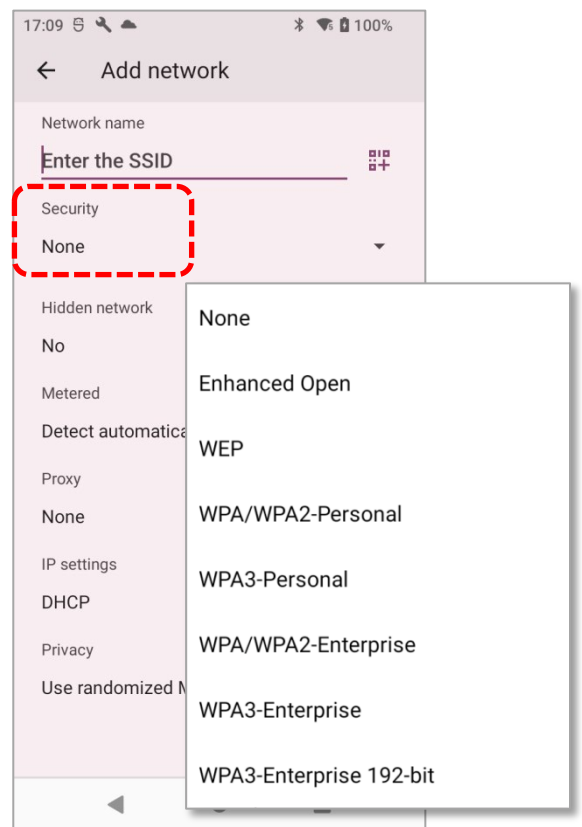 17:09 100%
Add network
Network name
Enter the SSID
Security
None
Hidden network
No
Metered
Detect automatica
Proxy
None
IP settings
DHCP
Privacy
Use randomized M
None
Enhanced Open
WEP
WPA/WPA2-Personal
WPA3-Personal
WPA/WPA2-Enterprise
WPA3-Enterprise
WPA3-Enterprise 192-bit